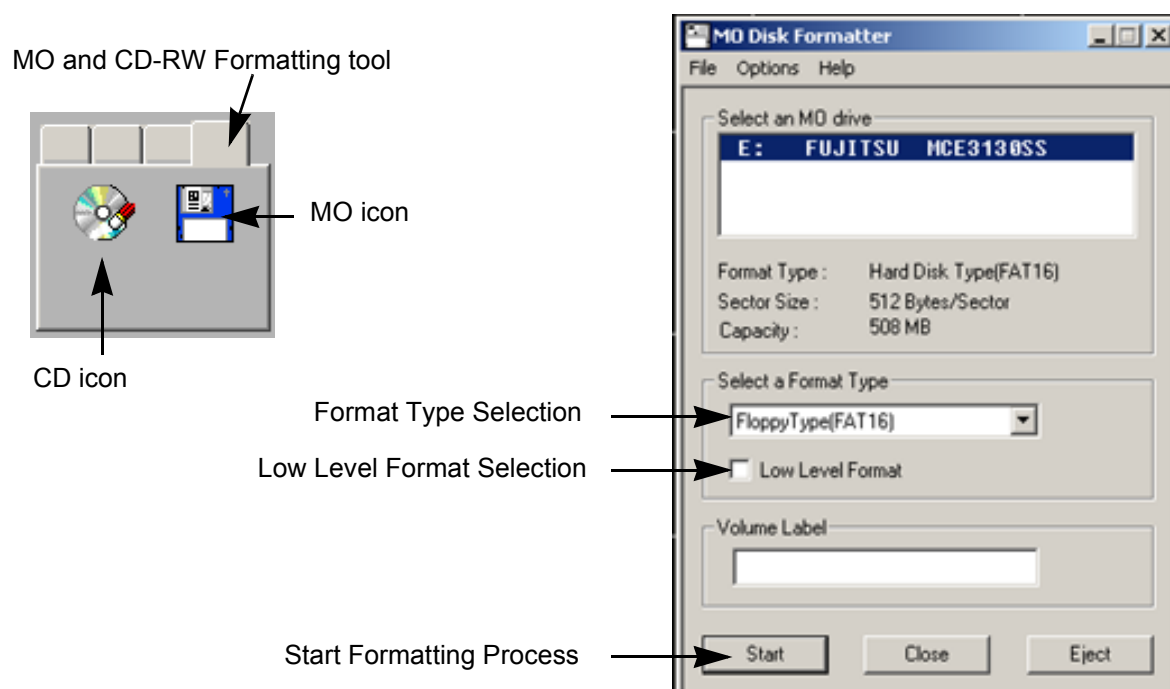 MO and CD-RW Formatting tool
MO icon
CD icon
MO Disk Formatter
File Options Help
Select an MO drive
E: FUJITSU MCE3130SS
Format Type : Hard Disk Type(FAT16)
Sector Size : 512 Bytes/Sector
Capacity : 508 MB
Select a Format Type
Format Type Selection
FloppyType(FAT16)
Low Level Format Selection
Low Level Format
Volume Label
Start Formatting Process
Start Close Eject